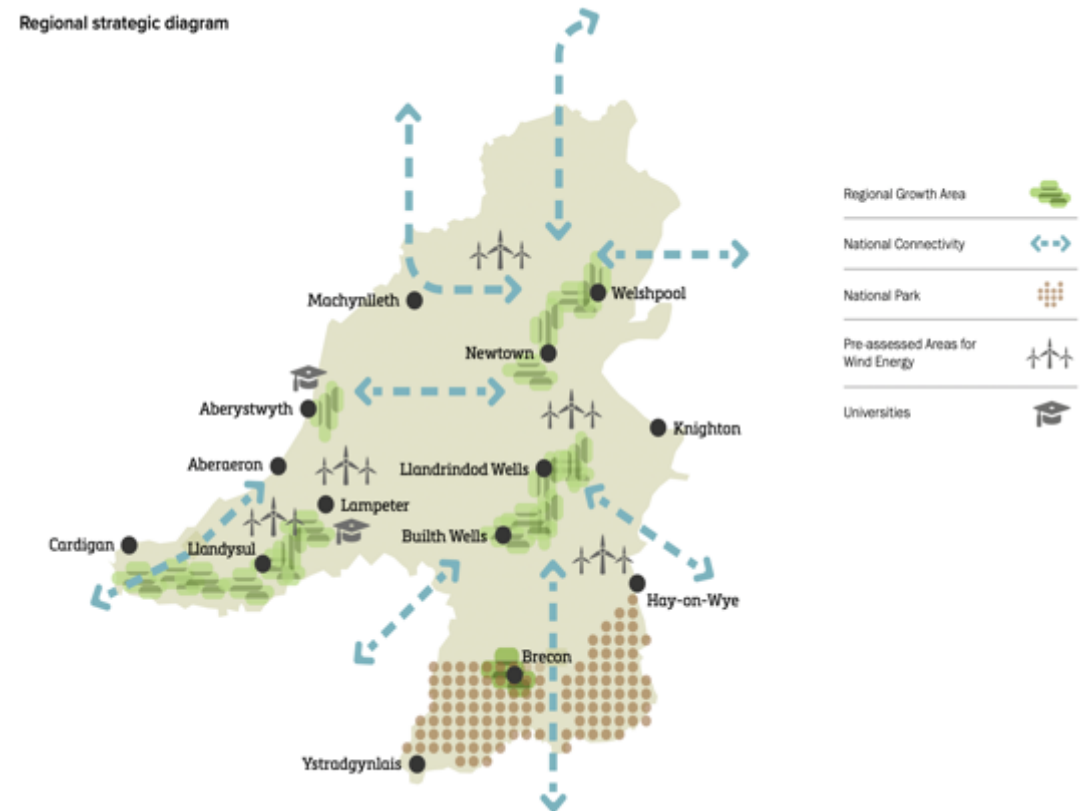 Regional strategic diagram
Regional Growth Area
National Connectivity
National Park
Pre-assessed Areas for
Wind Energy
Universities
Machynlleth
Welshpool
Newtown
Aberystwyth
Knighton
Aberaeron
Llandrindod Wells
Lampeter
Cardigan
Llandysul
Builth Wells
Hay-on-Wye
Brecon
Ystradgynlais